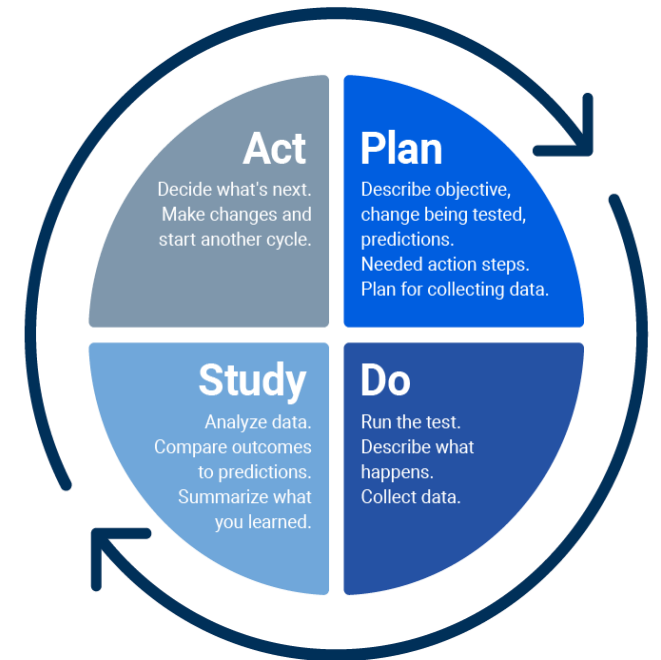 Act
Decide what's next.
Make changes and
start another cycle.
Plan
Describe objective,
change being tested,
predictions.
Needed action steps.
Plan for collecting data.
Study
Analyze data.
Compare outcomes
to predictions.
Summarize what
you learned.
Do
Run the test.
Describe what
happens.
Collect data.